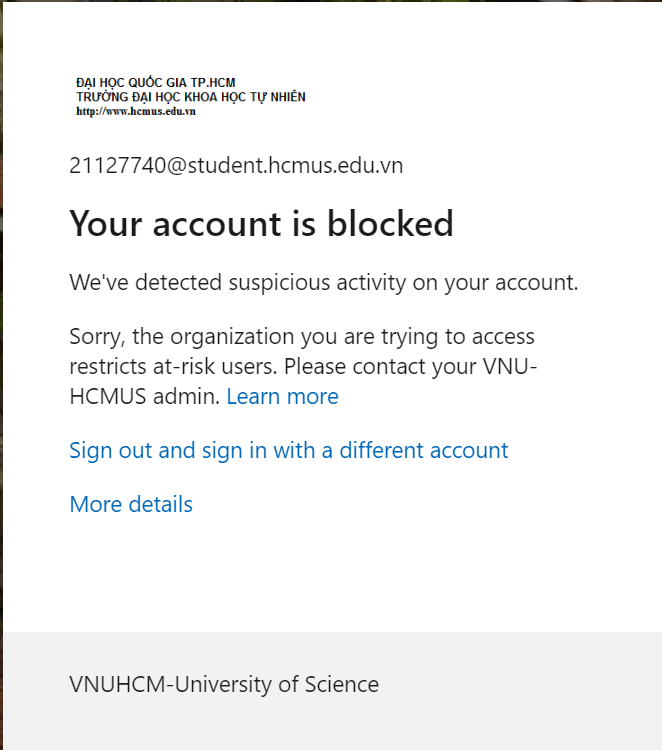 ĐẠI HỌC QUỐC GIA TP.HCM
TRƯỜNG ĐẠI HỌC KHOA HỌC TỰ NHIÊN
http://www.hcmus.edu.vn
21127740@student.hcmus.edu.vn
Your account is blocked
We've detected suspicious activity on your account.
Sorry, the organization you are trying to access
restricts at-risk users. Please contact your VNU-
HCMUS admin. Learn more
Sign out and sign in with a different account
More details
VNUHCM-University of Science